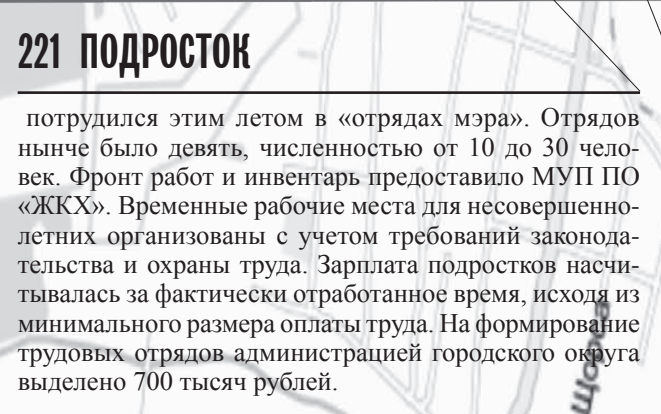 221 ПОДРОСТОК
потрудился этим летом в «отрядах мэра». Отрядов
нынче было девять, численностью от 10 до 30 чело-
век. Фронт работ и инвентарь предоставило МУП ПО
«ЖКХ». Временные рабочие места для несовершенно-
летних организованы с учетом требований законода-
тельства и охраны труда. Зарплата подростков насчи-
тывалась за фактически отработанное время, исходя из
минимального размера оплаты труда. На формирование
трудовых отрядов администрацией городского округа
выделено 700 тысяч рублей.
Щорса